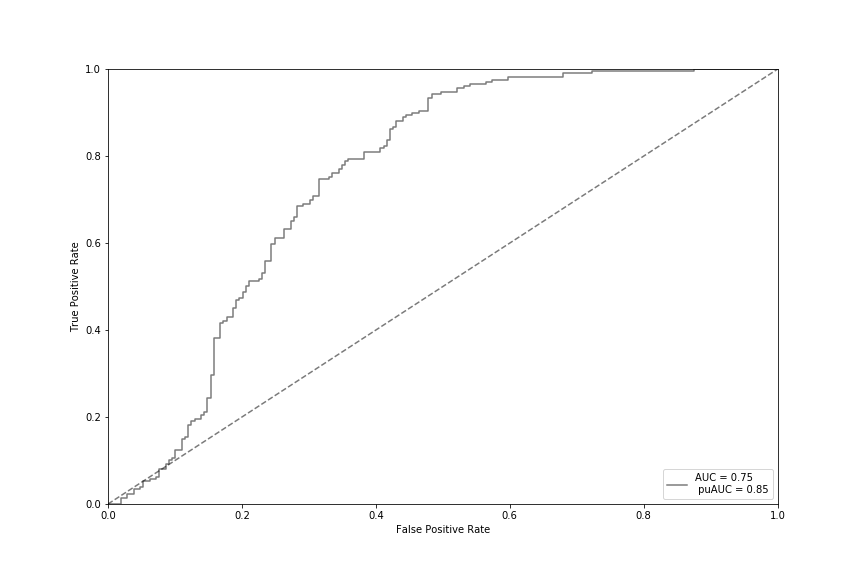 1.0
0.8
0.6
0.4
0.2
0.0
True Positive Rate
AUC = 0.75
puAUC = 0.85
0.0 0.2 0.4 0.6 0.8 1.0
False Positive Rate